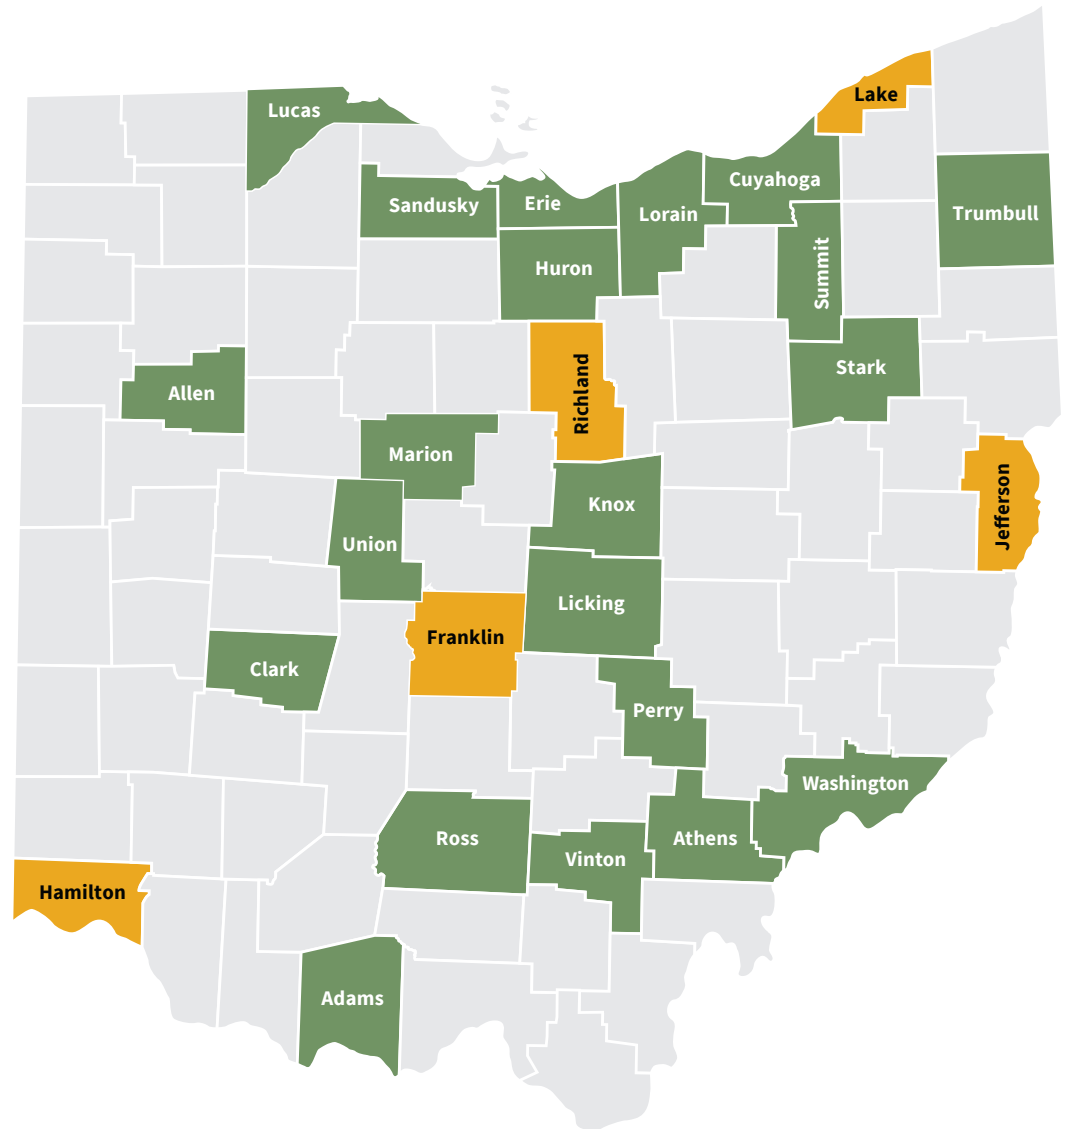 Lake
Lucas
Cuyahoga
Sandusky
Erie
Lorain
Trumbull
Huron
Summit
Stark
Allen
Richland
Marion
Knox
Jefferson
Union
Licking
Franklin
Clark
Perry
Washington
Ross
Athens
Vinton
Hamilton
Adams